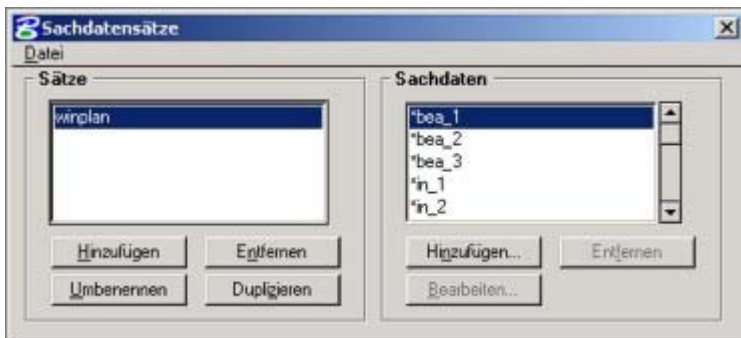 Sachdatensätze
Datei
Sätze
winplan
Hinzufügen
Entfernen
Umbenennen
Duplizieren
Sachdaten
*bea_1
*bea_2
*bea_3
*in_1
*in_2
Hinzufügen...
Entfernen
Bearbeiten...